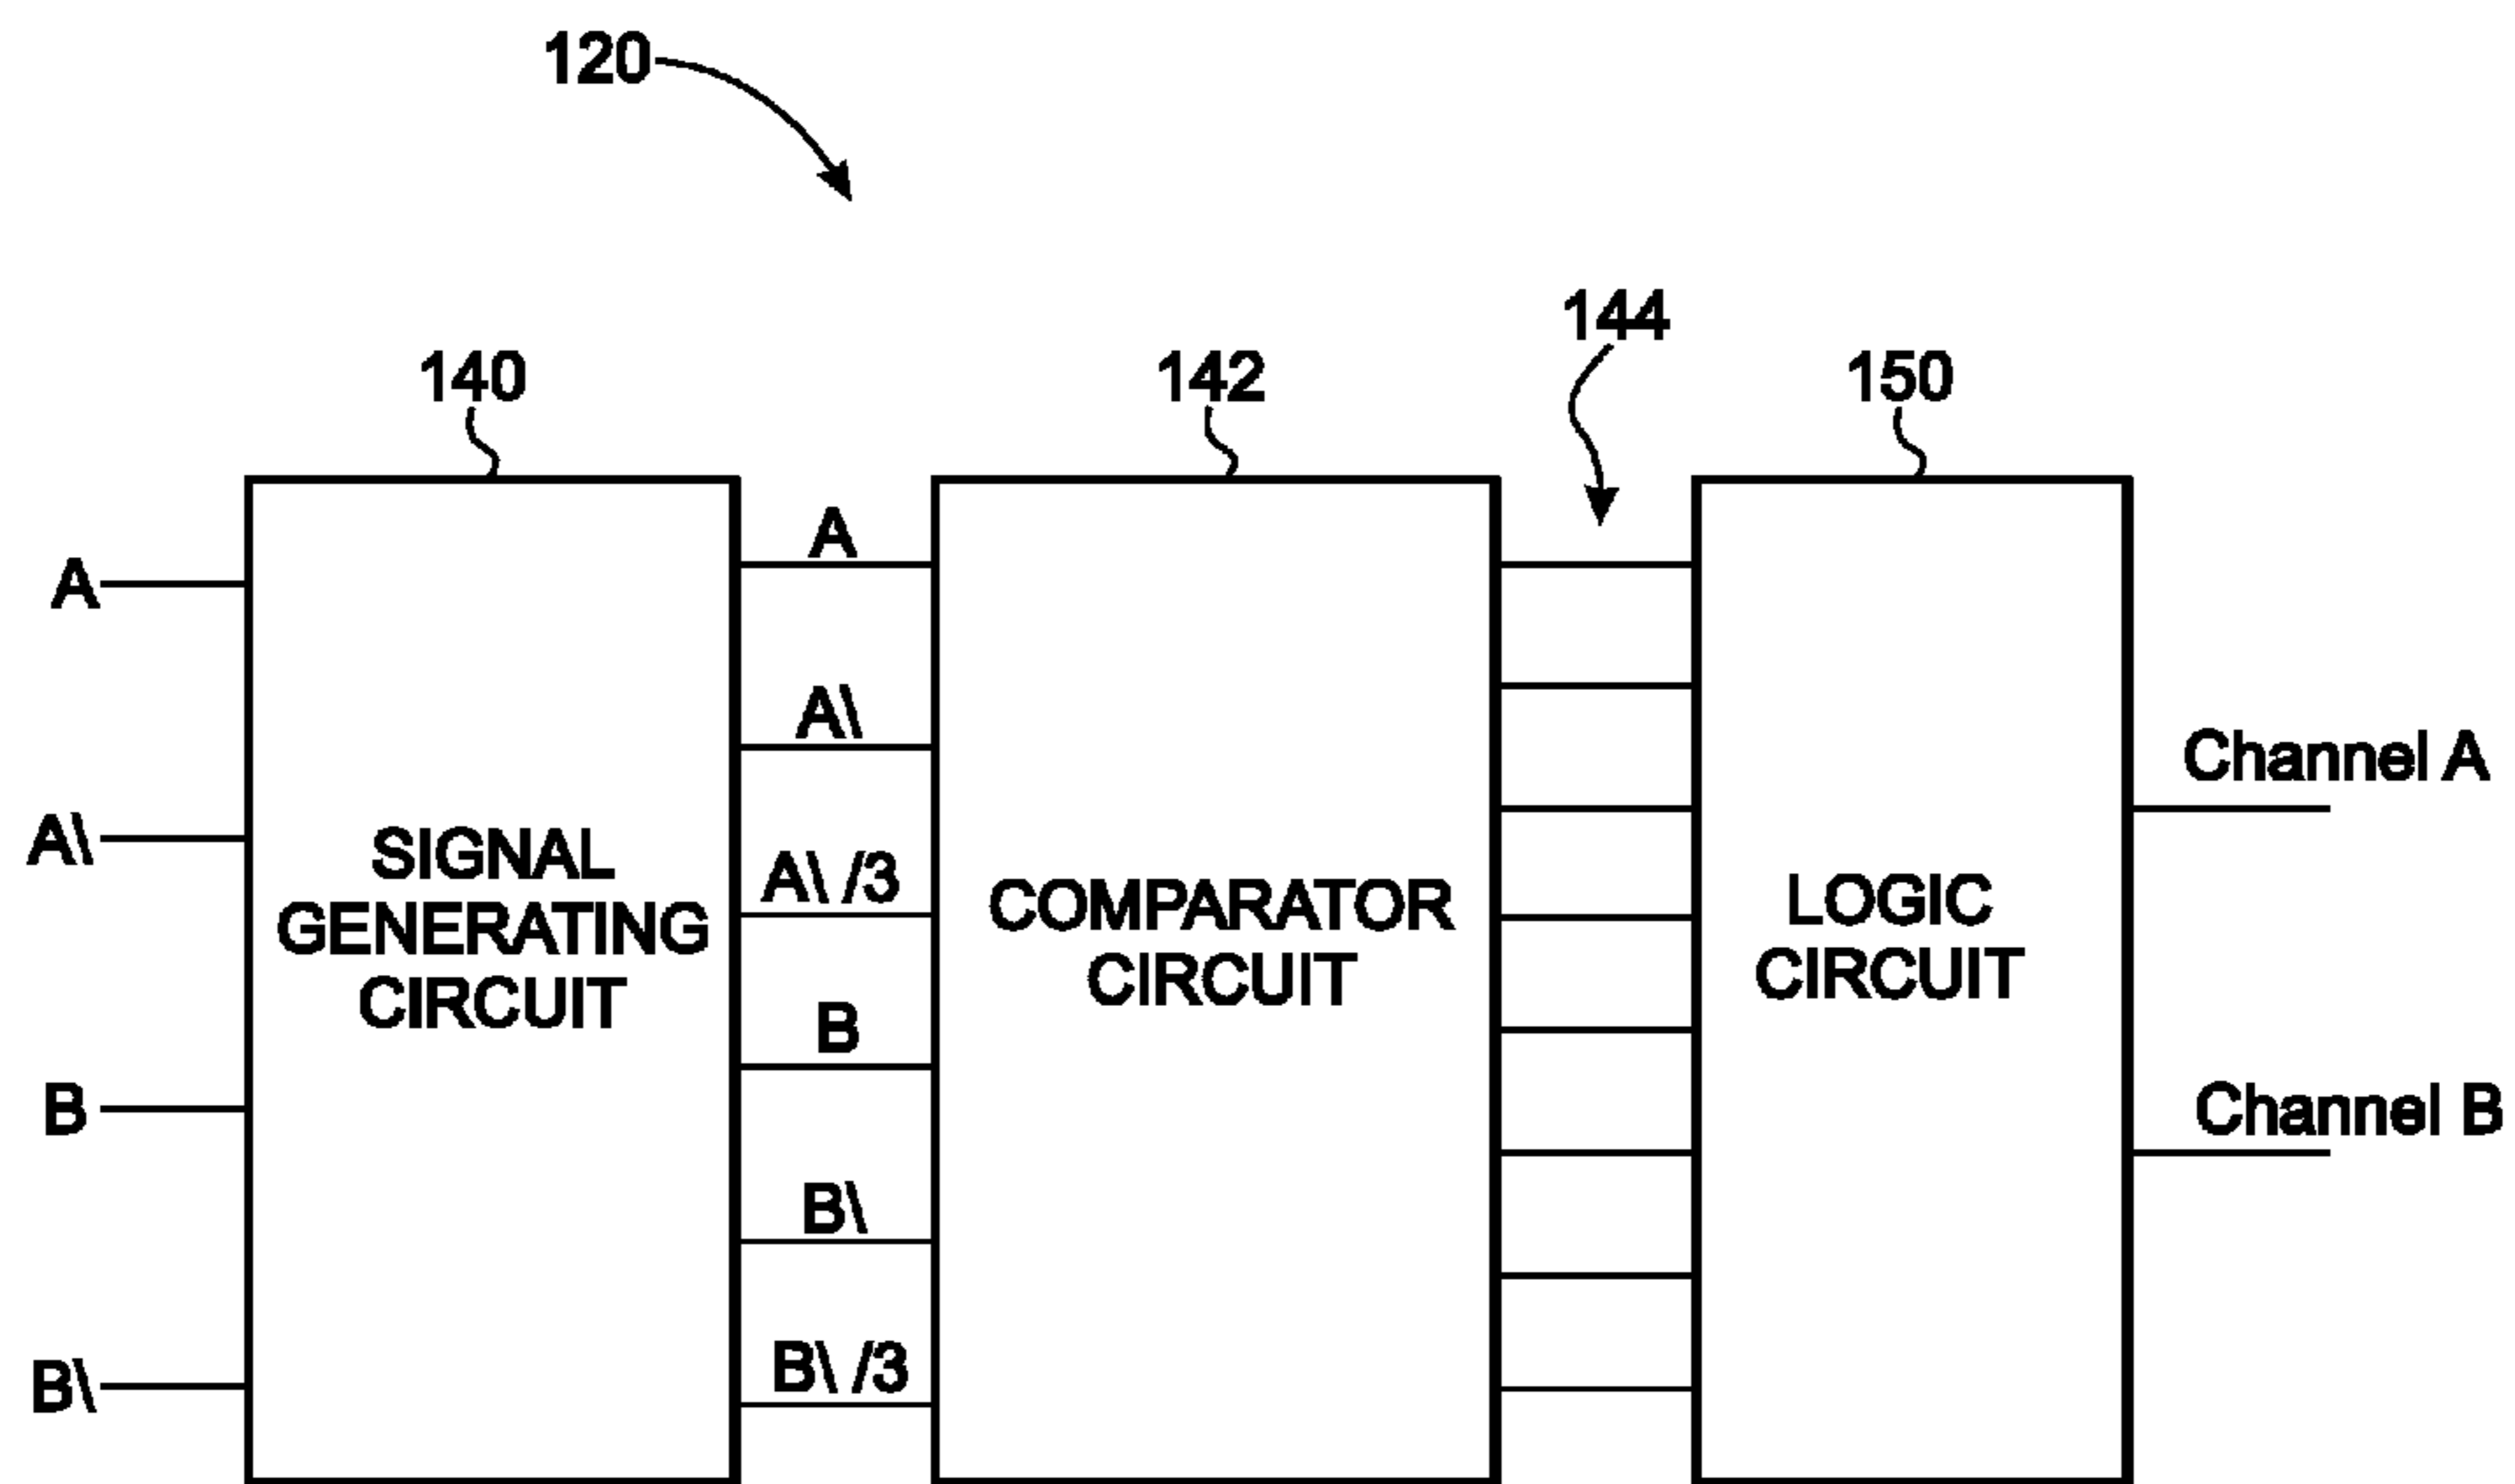 120
144
140
142
150
A
A\
B
B\
SIGNAL
GENERATING
CIRCUIT
A
A\
A\ /3
B
B\
B\ /3
COMPARATOR
CIRCUIT
LOGIC
CIRCUIT
Channel A
Channel B